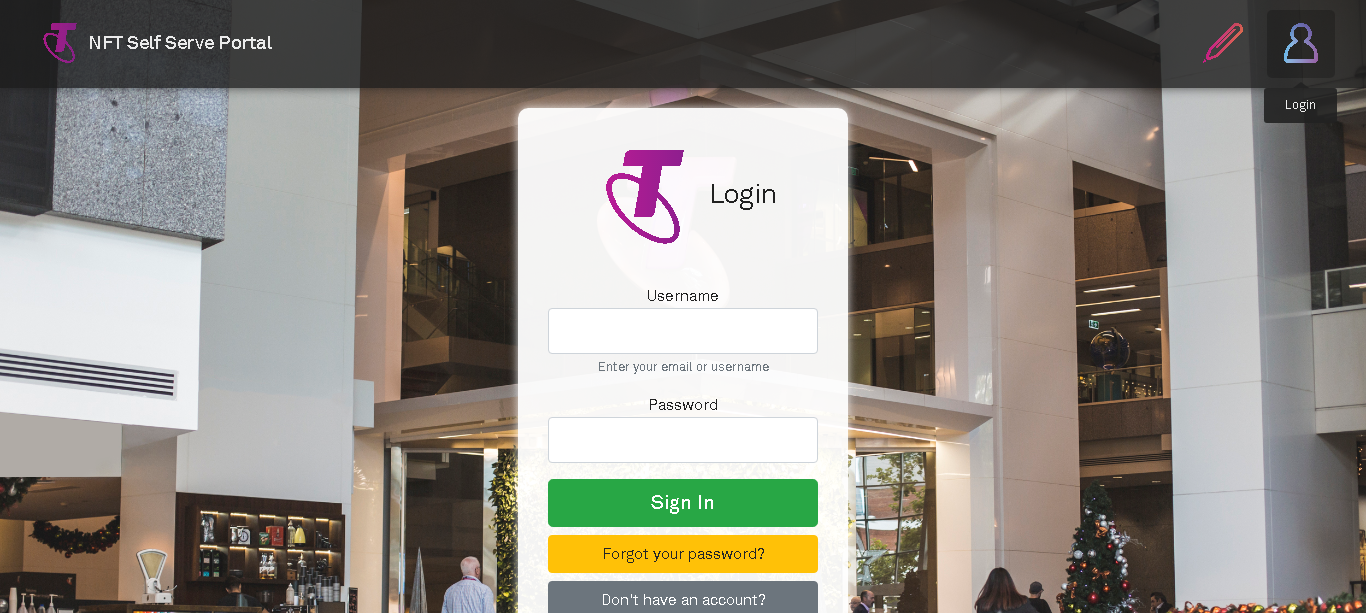 NFT Self Serve Portal
Login
Login
Username
Enter your email or username
Password
Sign In
Forgot your password?
Don't have an account?